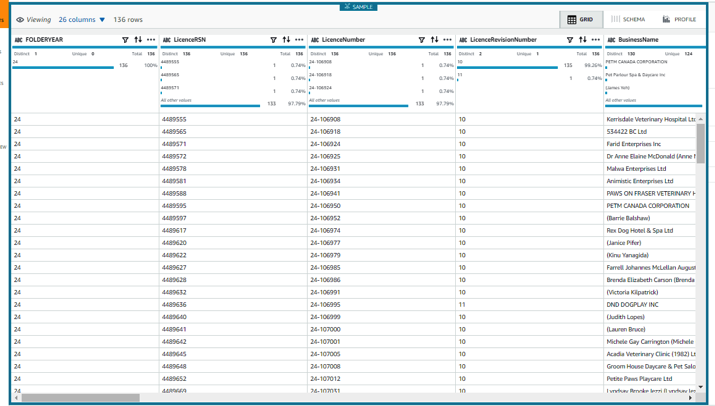 SAMPLE
Viewing 26 columns 136 rows GRID SCHEMA PROFILE
ABC FOLDERYEAR ABC LicenceRSN ABC LicenceNumber ABC LicenceRevisionNumber ABC BusinessName
Distinct 1 Unique 0 Total 136 Distinct 136 Unique 136 Total 136 Distinct 136 Unique 136 Total 136 Distinct 2 Unique 1 Total 136 Distinct 130 Unique 124
24 136 100% 4489555 1 0.74% 24-106908 1 0.74% 10 135 99.26% PETM CANADA CORPORATION
4489565 1 0.74% 24-106918 1 0.74% 11 1 0.74% Pet Parlour Spa & Daycare Inc
4489571 1 0.74% 24-106924 1 0.74%
All other values 133 97.79% All other values 133 97.79% All other values
24 4489555 24-106908 10 Kerrisdale Veterinary Hospital Ltd
24 4489565 24-106918 10 534422 BC Ltd
24 4489571 24-106924 10 Farid Enterprises Inc
24 4489572 24-106925 10 Dr Anne Elaine McDonald (Anne
24 4489578 24-106931 10 Malwa Enterprises Ltd
24 4489581 24-106934 10 Animistic Enterprises Ltd
24 4489588 24-106941 10 PAWS ON FRASER VETERINARY H
24 4489595 24-106950 10 PETM CANADA CORPORATION
24 4489597 24-106952 10 (Barrie Balshaw)
24 4489617 24-106974 10 Rex Dog Hotel & Spa Ltd
24 4489620 24-106977 10 (Janice Pifer)
24 4489622 24-106979 10 (Kinu Yanagida)
24 4489627 24-106985 10 Farrell Johannes McLellan August
24 4489628 24-106986 10 Brenda Elizabeth Carson (Brenda
24 4489632 24-106991 10 (Victoria Kilpatrick)
24 4489636 24-106995 11 DND DOGPLAY INC
24 4489640 24-106999 10 (Judith Lopes)
24 4489641 24-107000 10 (Lauren Bruce)
24 4489642 24-107001 10 Michele Gay Carrington (Michele
24 4489645 24-107005 10 Acadia Veterinary Clinic (1982) Lt
24 4489648 24-107008 10 Groom House Daycare & Pet Salo
24 4489652 24-107012 10 Petite Paws Playcare Ltd
24 4489669 24-107031 10 Lyndsay Brooke Iezzi (Lyndsay Iez